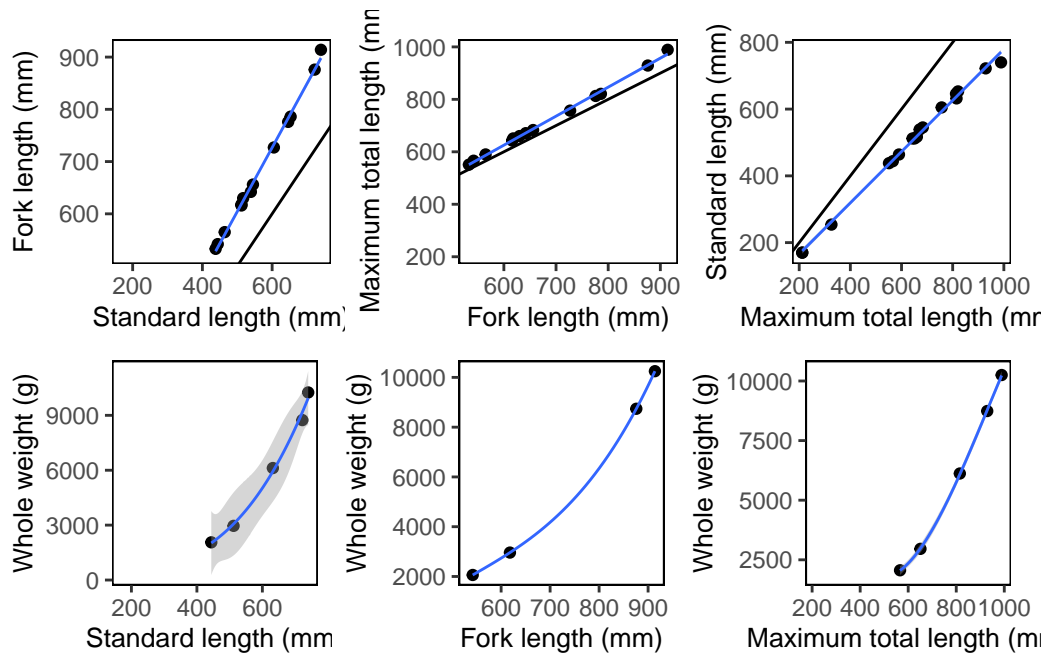 Fork length (mm)
900
800
700
600
200 400 600
Standard length (mm)
Maximum total length (mm
1000
800
600
400
200
600 700 800 900
Fork length (mm)
Standard length (mm)
800
600
400
200
200 400 600 800 1000
Maximum total length (mm
Whole weight (g)
9000
6000
3000
0
200 600
Standard length (mm
Whole weight (g)
10000
8000
6000
4000
2000
600 700 800 900
Fork length (mm)
Whole weight (g)
10000
7500
5000
2500
200 400 600 800 1000
Maximum total length (mm